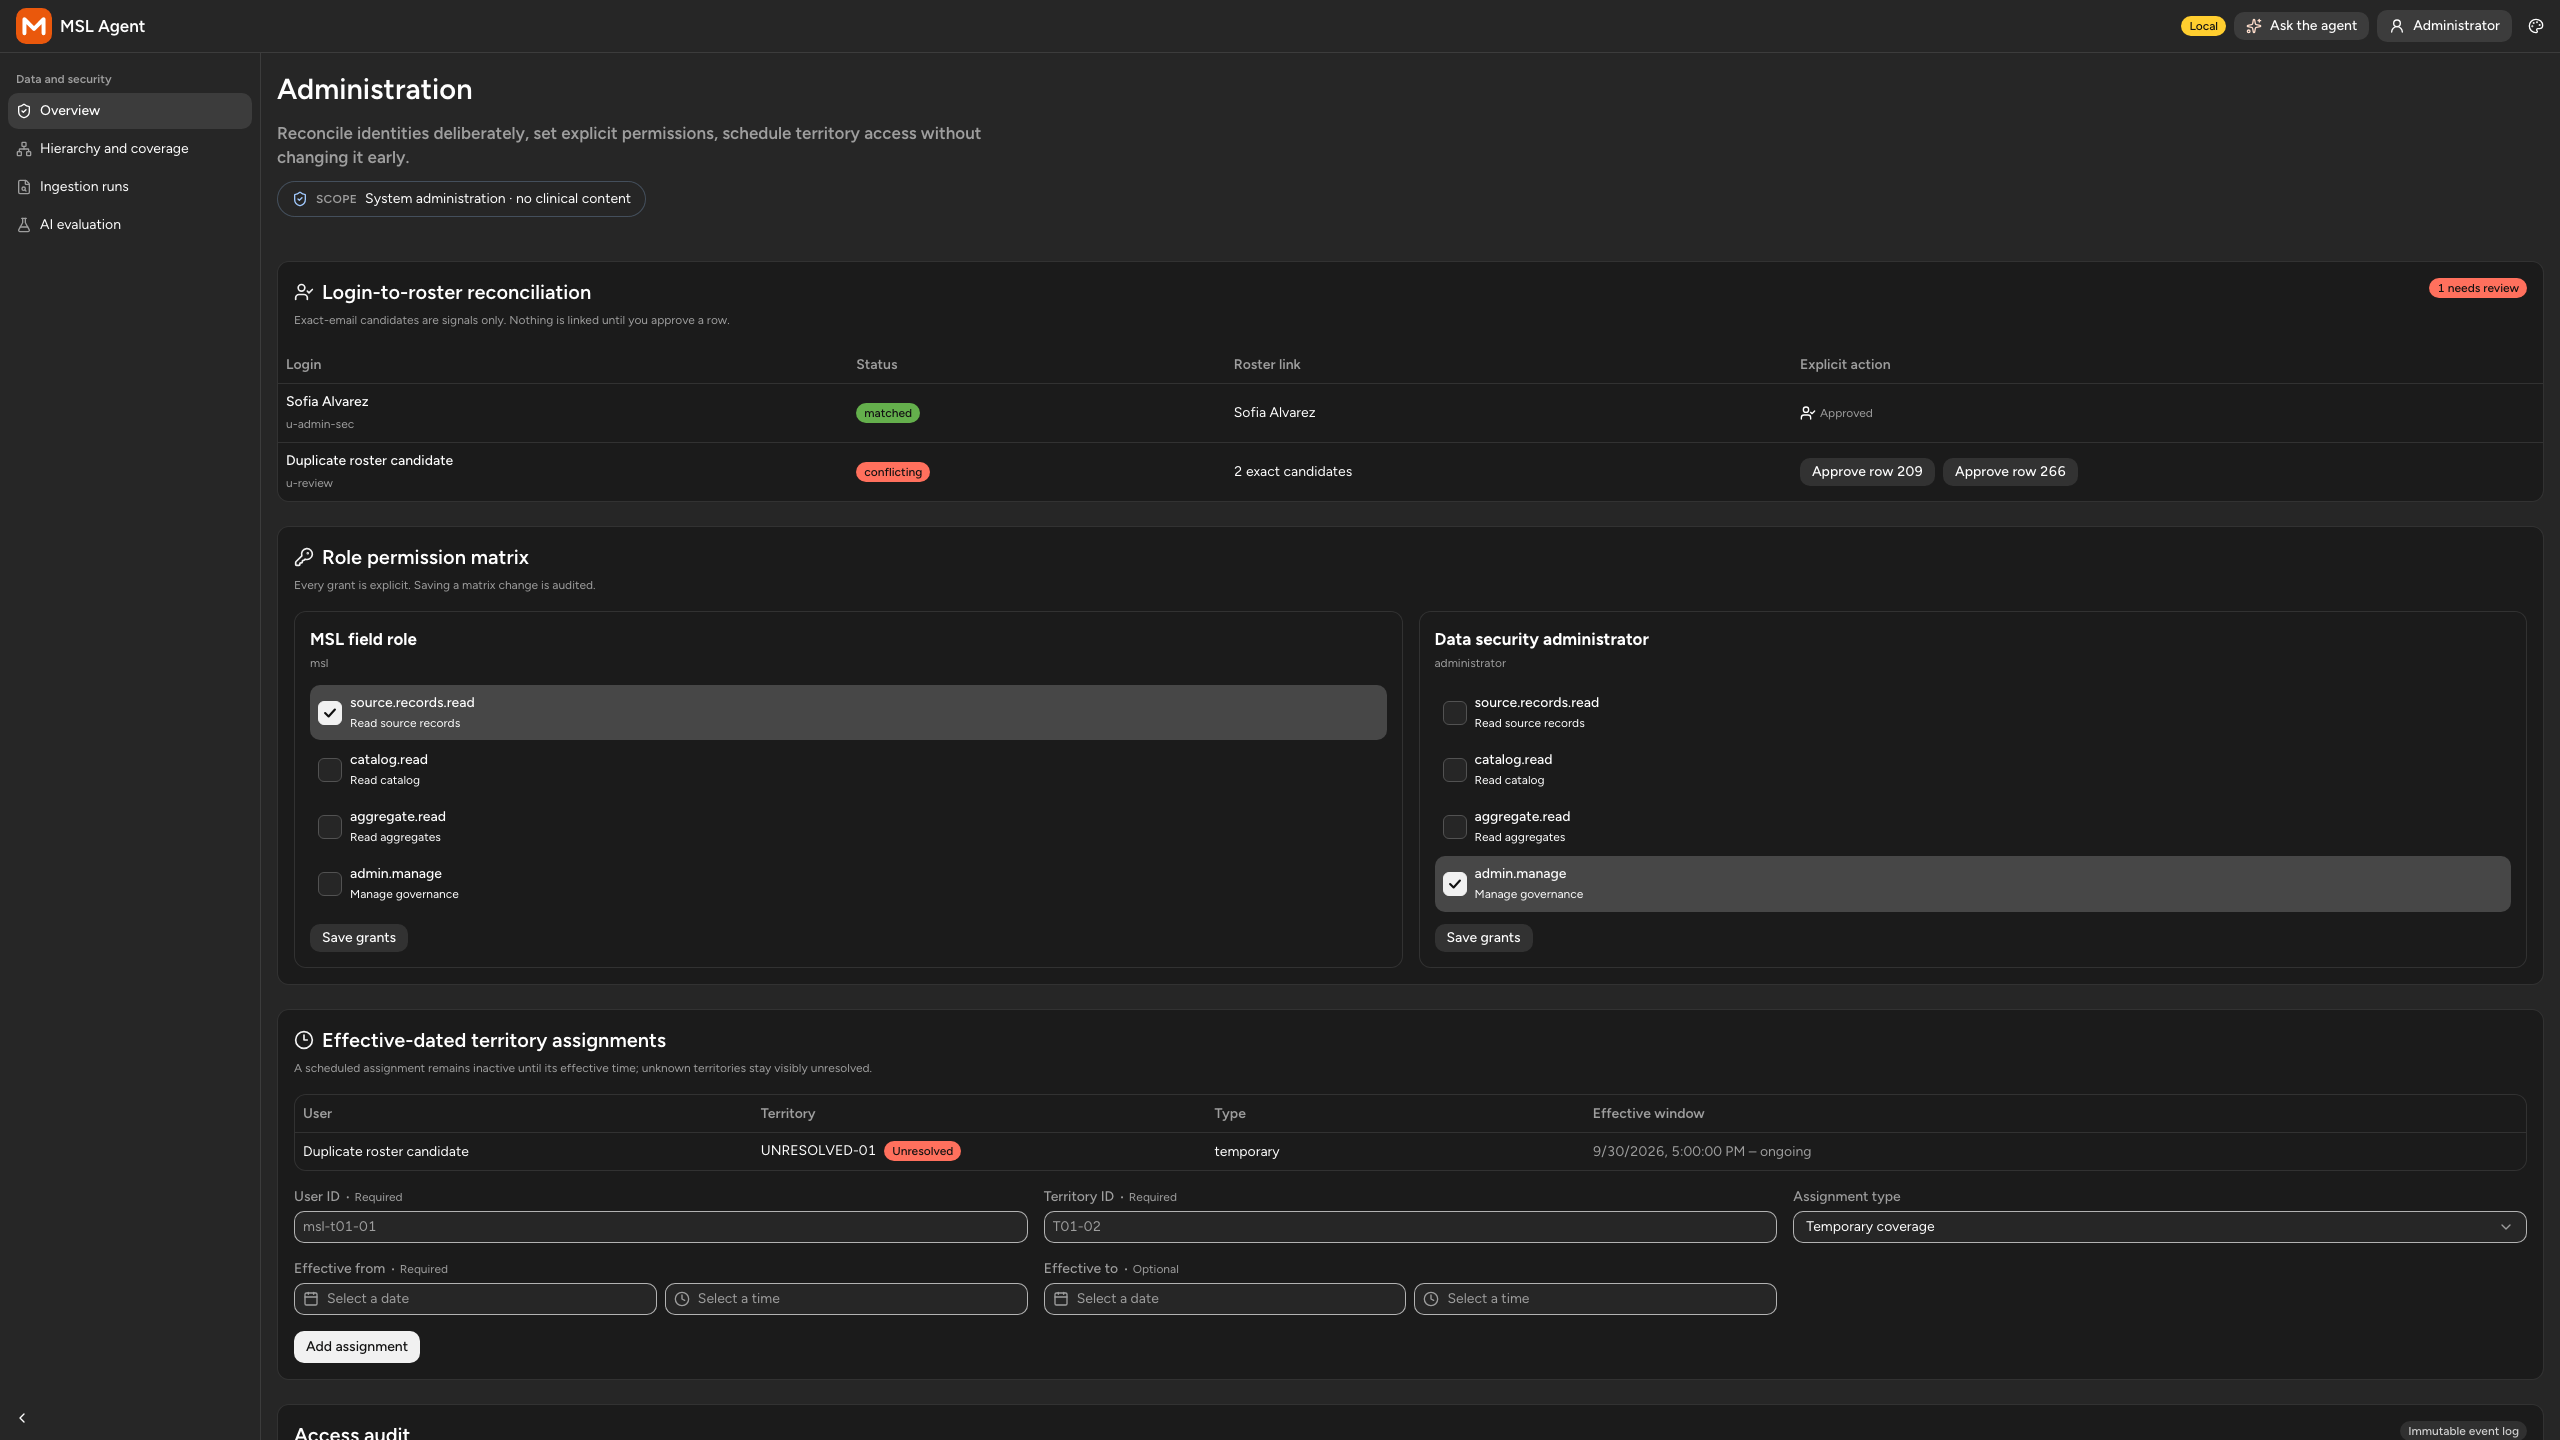 MSL Agent
Local
Ask the agent
Administrator
Data and security
Overview
Hierarchy and coverage
Ingestion runs
AI evaluation
Administration
Reconcile identities deliberately, set explicit permissions, schedule territory access without
changing it early.
SCOPE System administration · no clinical content
Login-to-roster reconciliation
1 needs review
Exact-email candidates are signals only. Nothing is linked until you approve a row.
Login Status Roster link Explicit action
Sofia Alvarez
u-admin-sec
matched
Sofia Alvarez
Approved
Duplicate roster candidate
u-review
conflicting
2 exact candidates
Approve row 209
Approve row 266
Role permission matrix
Every grant is explicit. Saving a matrix change is audited.
MSL field role
msl
source.records.read
Read source records
catalog.read
Read catalog
aggregate.read
Read aggregates
admin.manage
Manage governance
Save grants
Data security administrator
administrator
source.records.read
Read source records
catalog.read
Read catalog
aggregate.read
Read aggregates
admin.manage
Manage governance
Save grants
Effective-dated territory assignments
A scheduled assignment remains inactive until its effective time; unknown territories stay visibly unresolved.
User Territory Type Effective window
Duplicate roster candidate UNRESOLVED-01 Unresolved temporary 9/30/2026, 5:00:00 PM – ongoing
User ID · Required
msl-t01-01
Territory ID · Required
T01-02
Assignment type
Temporary coverage
Effective from · Required
Select a date
Select a time
Effective to · Optional
Select a date
Select a time
Add assignment
Access audit
Immutable event log